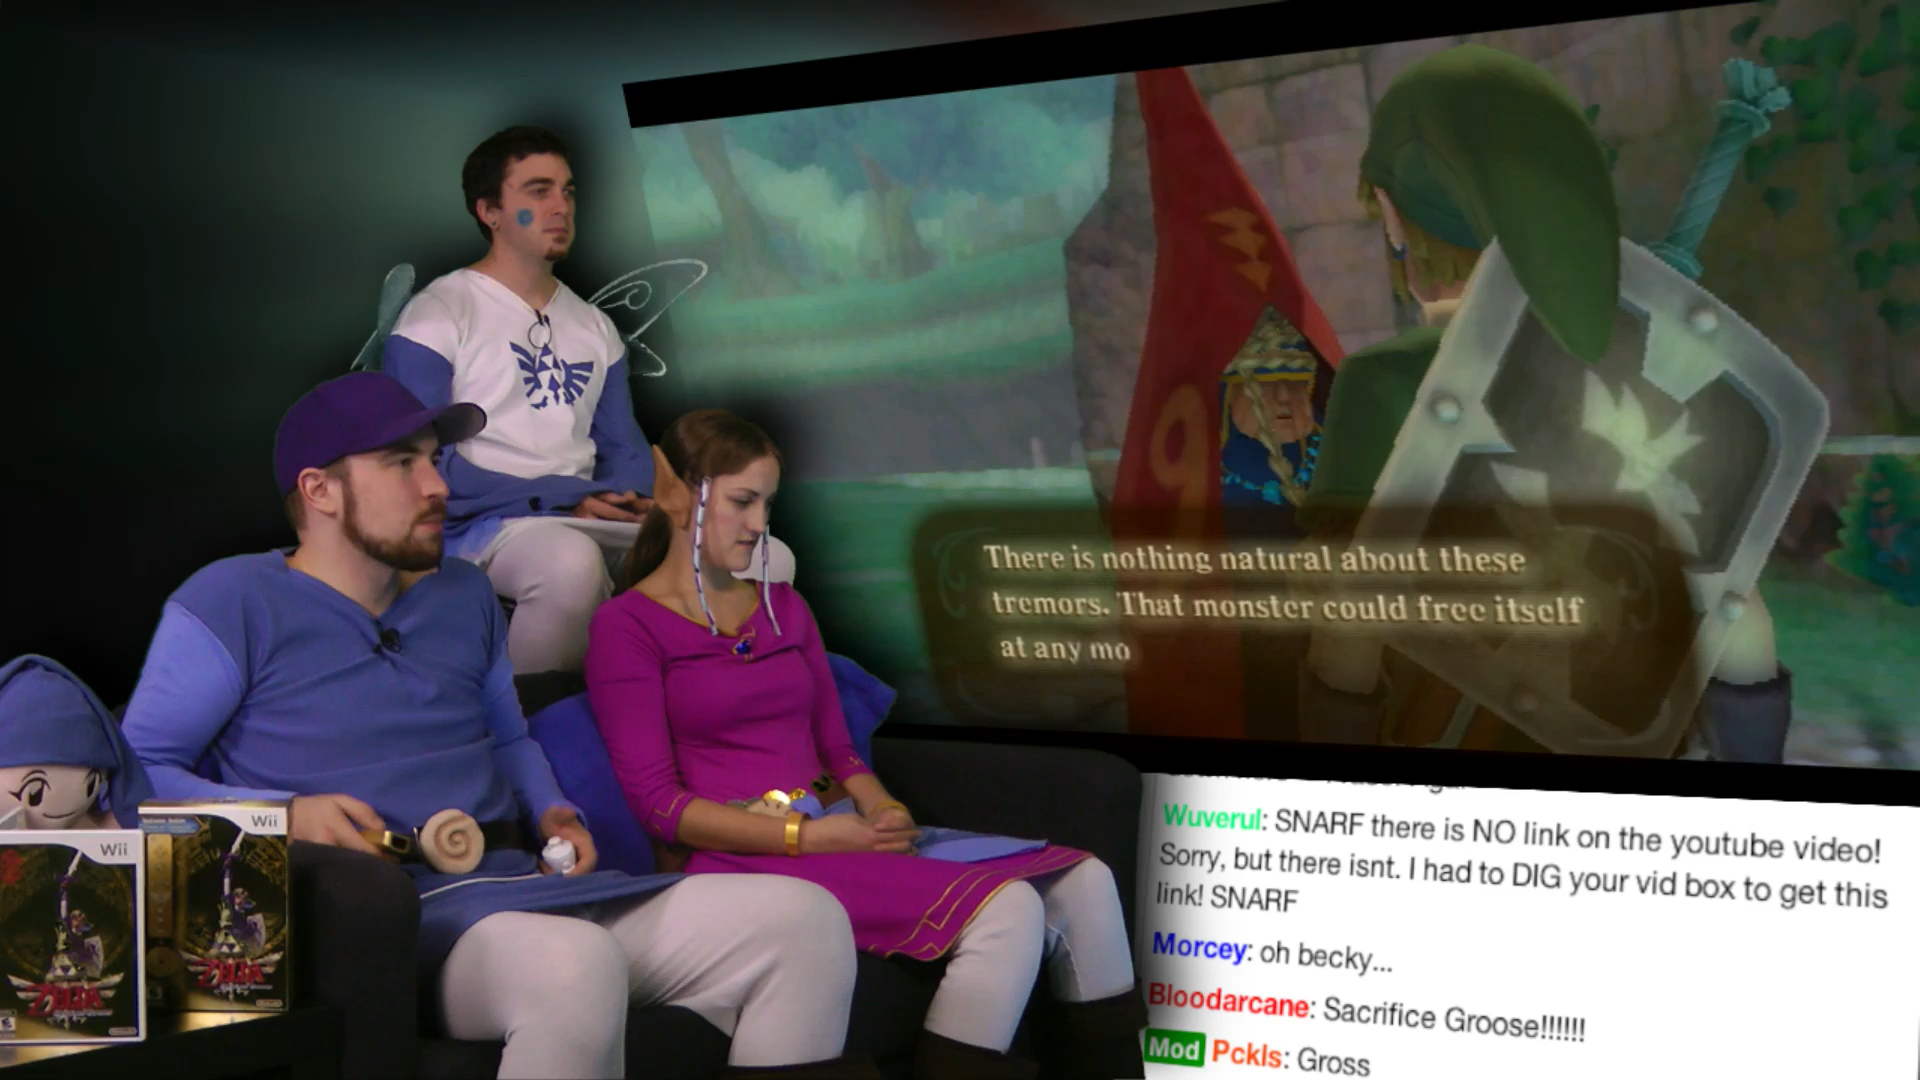 There is nothing natural about these
tremors. That monster could free itself
at any mo
Wuverul: SNARF there is NO link on the youtube video!
Sorry, but there isnt. I had to DIG your vid box to get this
link! SNARF
Morcey: oh becky...
Bloodarcane: Sacrifice Groose!!!!!!
Mod Pckls: Gross
Wii
Wii
ZELDA
ZELDA